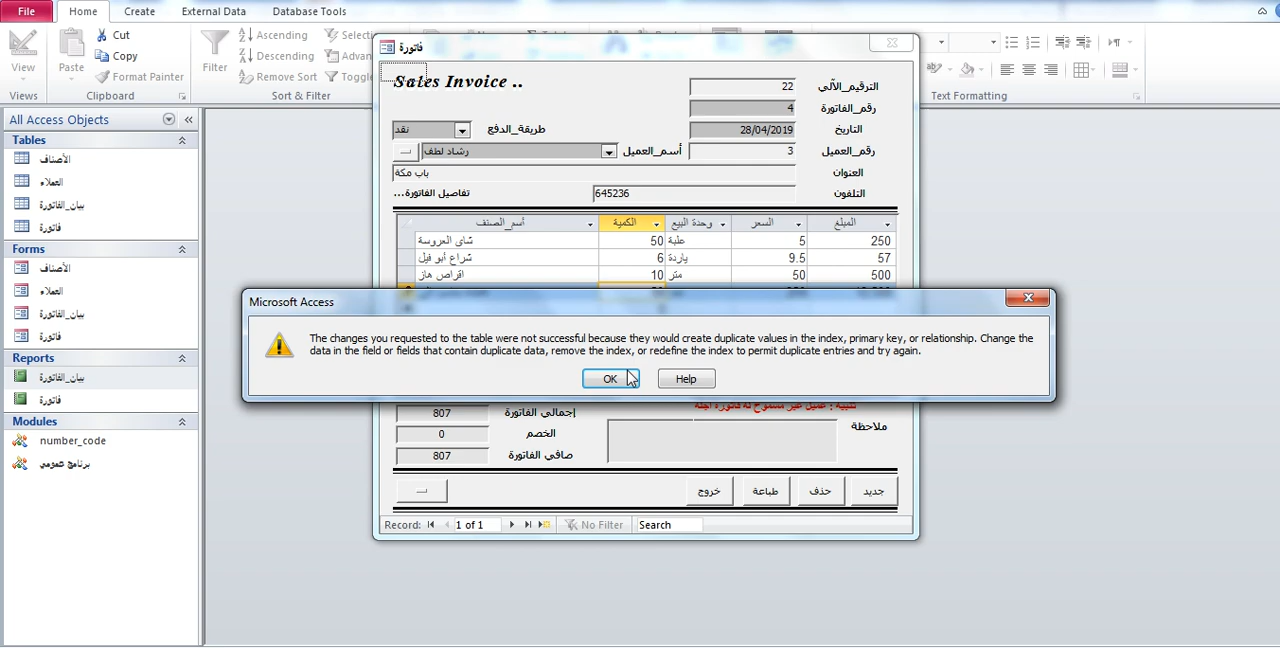 File Home Create External Data Database Tools
View
Paste
Cut
Copy
Format Painter
Filter
Ascending
Descending
Remove Sort
Toggle
Views Clipboard Sort & Filter Text Formatting
All Access Objects
Tables
الأصناف
العملاء
بيان_الفاتورة
فاتورة
Forms
الأصناف
العملاء
بيان_الفاتورة
فاتورة
Reports
بيان_الفاتورة
فاتورة
Modules
number_code
برنامج عمومي
فاتورة
Sales Invoice ..
الترقيم_الآلي 22
رقم_الفاتورة 4
التاريخ 28/04/2019
طريقة_الدفع نقد
رقم_العميل 3
أسم_العميل رشاد لطف
العنوان باب مكة
التلفون 645236
تفاصيل الفاتورة...
أسم_الصنف الكمية وحدة البيع السعر المبلغ
شاى العروسة 50 علبة 5 250
شراع أبو فيل 6 ياردة 9.5 57
اقراص هاز 10 متر 50 500
Microsoft Access
The changes you requested to the table were not successful because they would create duplicate values in the index, primary key, or relationship. Change the
data in the field or fields that contain duplicate data, remove the index, or redefine the index to permit duplicate entries and try again.
OK Help
إجمالي الفاتورة 807
الخصم 0
صافي الفاتورة 807
ملاحظة
جديد حذف طباعة خروج
Record: 1 of 1 No Filter Search